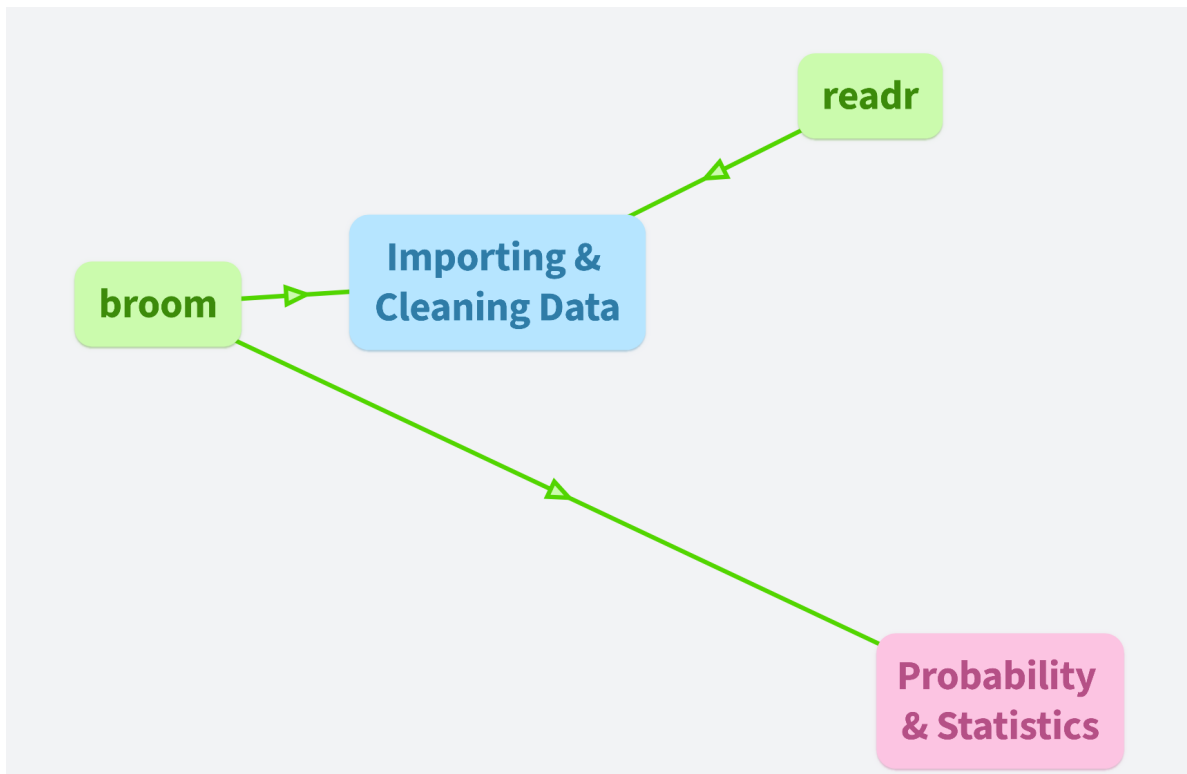 readr
Importing &
Cleaning Data
broom
Probability
& Statistics